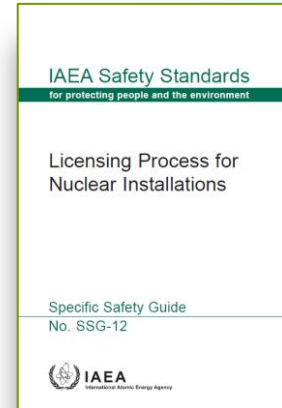 IAEA Safety Standards
for protecting people and the environment
Licensing Process for
Nuclear Installations
Specific Safety Guide
No. SSG-12
IAEA
International Atomic Energy Agency